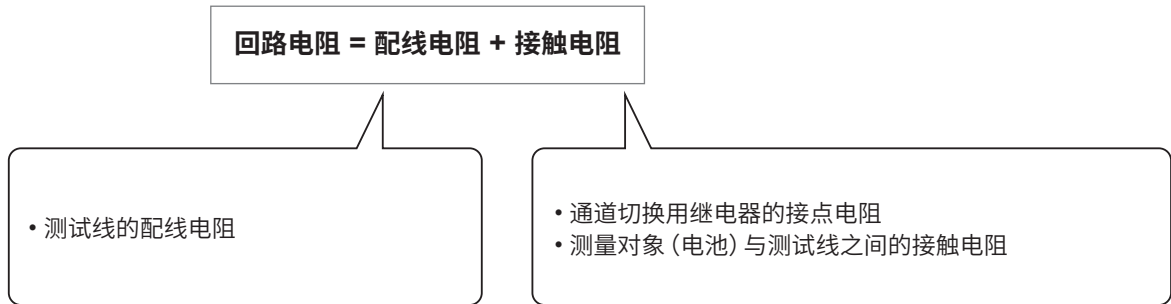 回路电阻 = 配线电阻 + 接触电阻
• 测试线的配线电阻
• 通道切换用继电器的接点电阻
• 测量对象（电池）与测试线之间的接触电阻